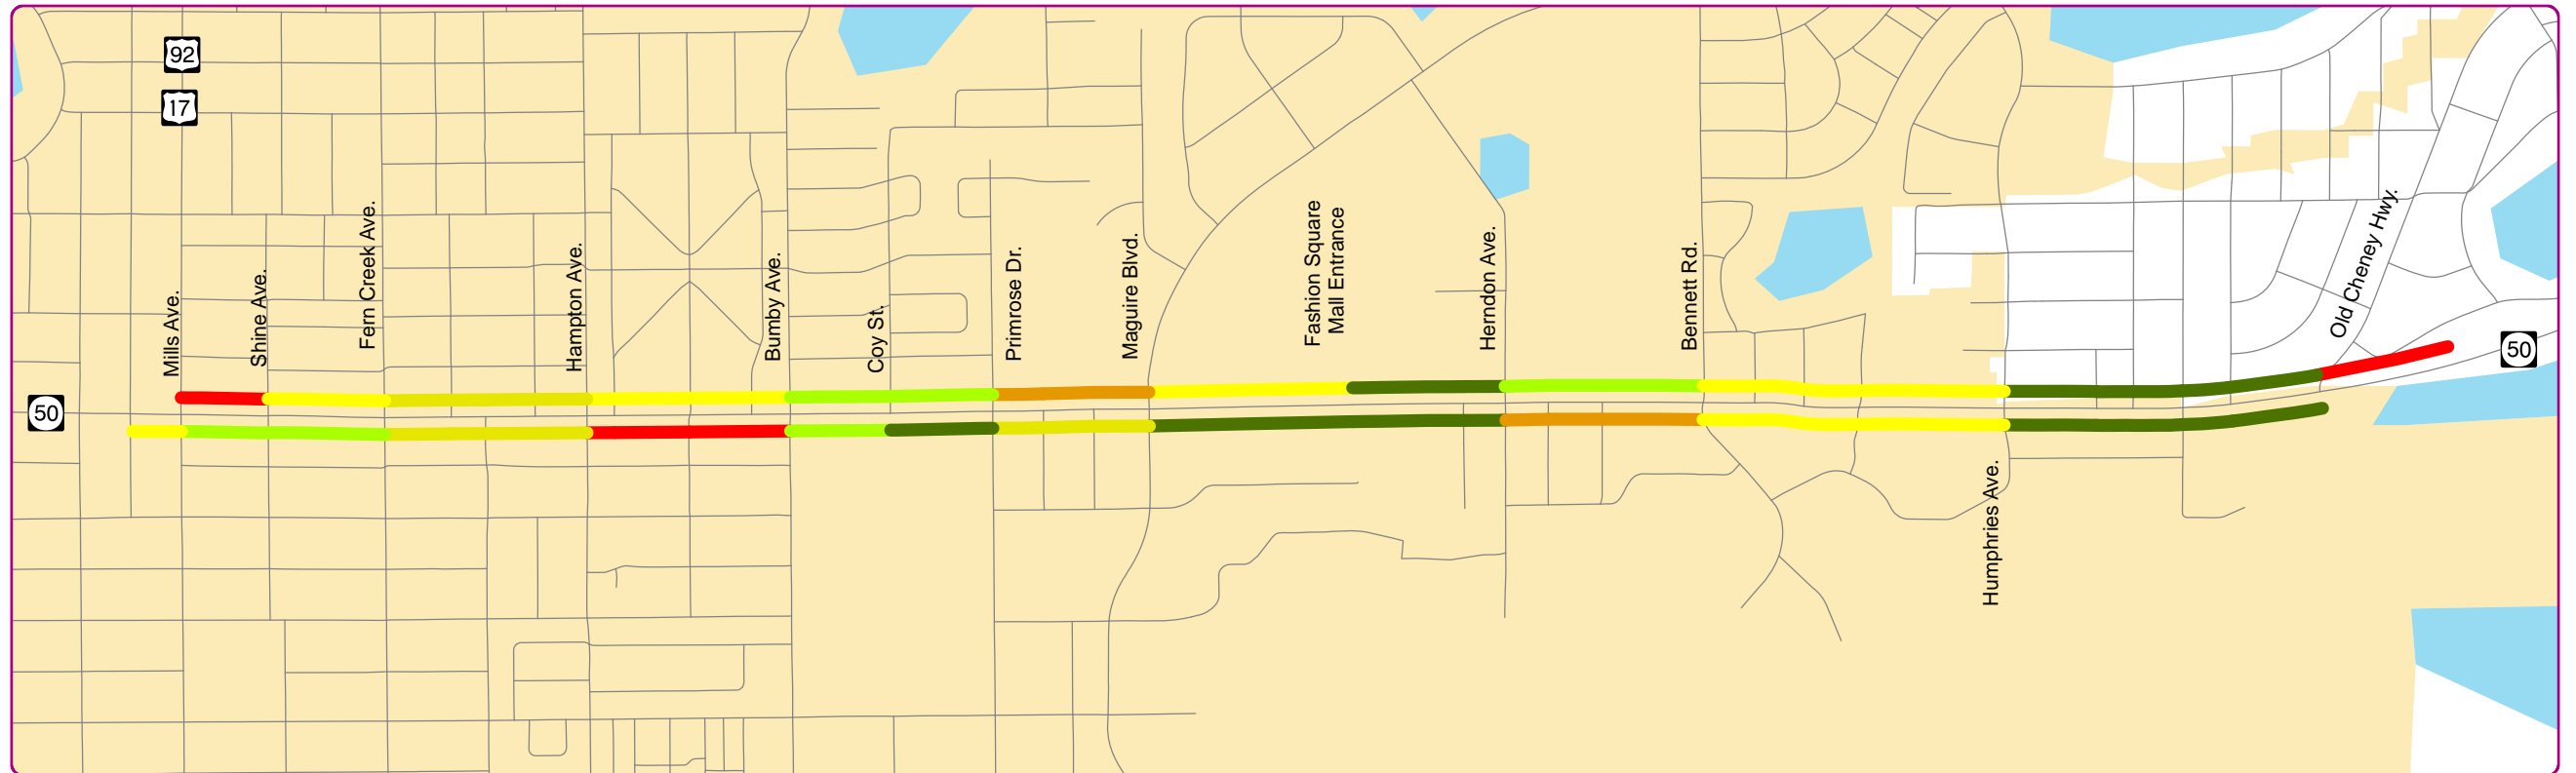 92
17
Mills Ave.
Shine Ave.
Fern Creek Ave.
Hampton Ave.
Bumby Ave.
Coy St.
Primrose Dr.
Maguire Blvd.
Fashion Square
Mall Entrance
Herndon Ave.
Bennett Rd.
Old Cheney Hwy.
50
50
Humphries Ave.